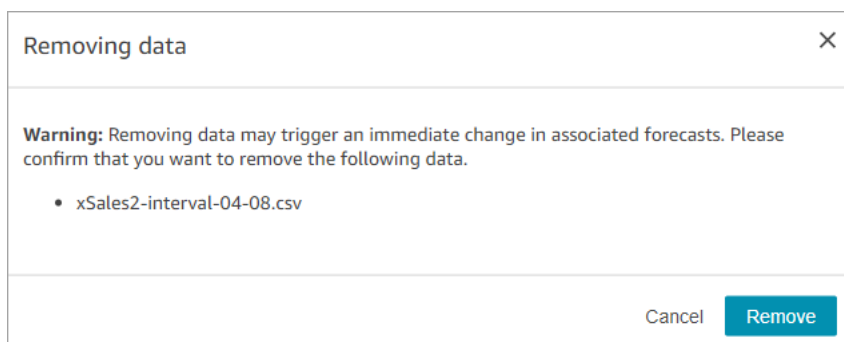 Removing data
Warning: Removing data may trigger an immediate change in associated forecasts. Please
confirm that you want to remove the following data.
• xSales2-interval-04-08.csv
Cancel
Remove